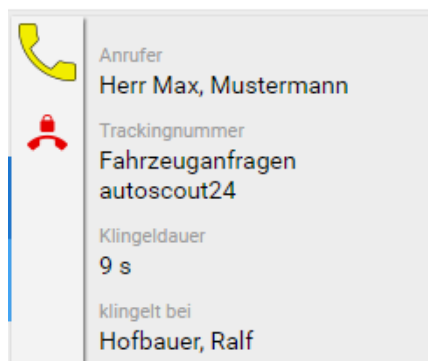 Anrufer
Herr Max, Mustermann
Trackingnummer
Fahrzeuganfragen
autoscout24
Klingeldauer
9 s
klingelt bei
Hofbauer, Ralf